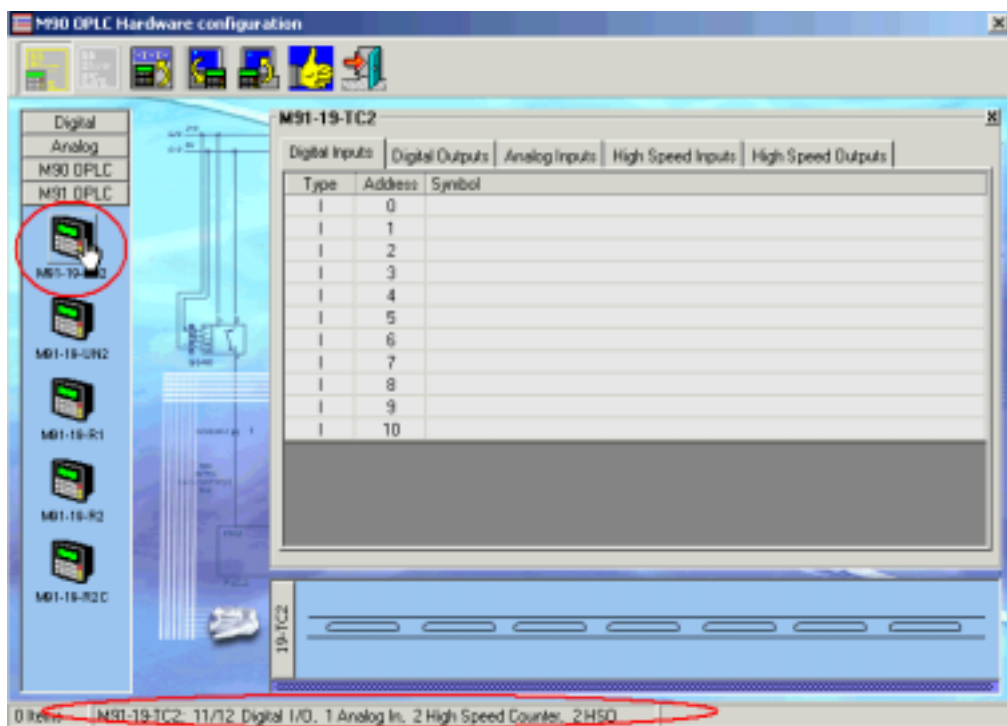 M90 OPLC Hardware configuration
Digital
Analog
M90 OPLC
M91 OPLC
M91-19-UN2
M91-19-R1
M91-19-R2
M91-19-R2C
M91-19-TC2
Digital Inputs Digital Outputs Analog Inputs High Speed Inputs High Speed Outputs
Type Address Symbol
I 0
I 1
I 2
I 3
I 4
I 5
I 6
I 7
I 8
I 9
I 10
19-TC2
0 Items M91-19-TC2: 11/12 Digital I/O, 1 Analog In, 2 High Speed Counter, 2 HSO